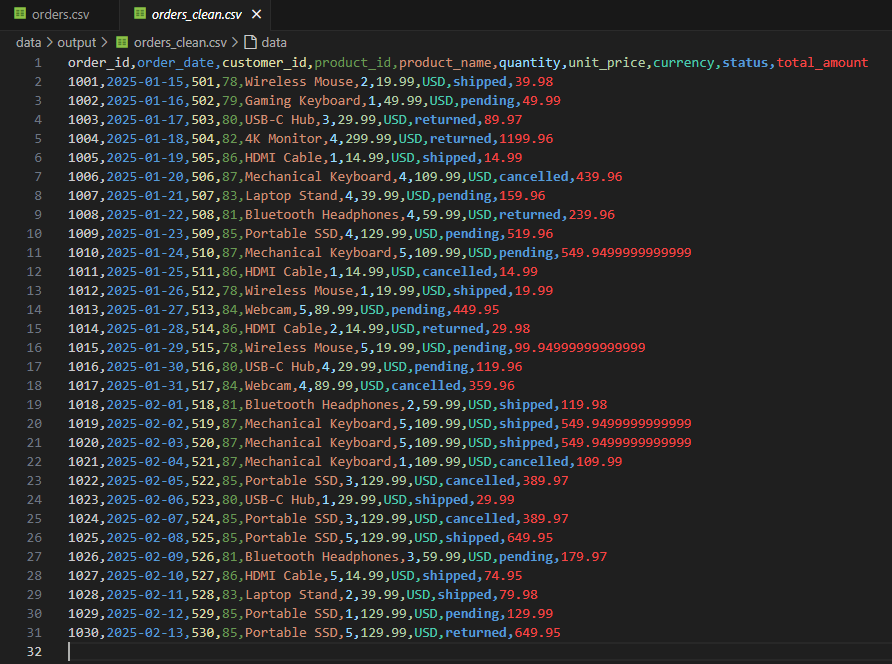 orders.csv orders_clean.csv ×
data > output > orders_clean.csv > data
1 order_id,order_date,customer_id,product_id,product_name,quantity,unit_price,currency,status,total_amount
2 1001,2025-01-15,501,78,Wireless Mouse,2,19.99,USD,shipped,39.98
3 1002,2025-01-16,502,79,Gaming Keyboard,1,49.99,USD,pending,49.99
4 1003,2025-01-17,503,80,USB-C Hub,3,29.99,USD,returned,89.97
5 1004,2025-01-18,504,82,4K Monitor,4,299.99,USD,returned,1199.96
6 1005,2025-01-19,505,86,HDMI Cable,1,14.99,USD,shipped,14.99
7 1006,2025-01-20,506,87,Mechanical Keyboard,4,109.99,USD,cancelled,439.96
8 1007,2025-01-21,507,83,Laptop Stand,4,39.99,USD,pending,159.96
9 1008,2025-01-22,508,81,Bluetooth Headphones,4,59.99,USD,returned,239.96
10 1009,2025-01-23,509,85,Portable SSD,4,129.99,USD,pending,519.96
11 1010,2025-01-24,510,87,Mechanical Keyboard,5,109.99,USD,pending,549.9499999999999
12 1011,2025-01-25,511,86,HDMI Cable,1,14.99,USD,cancelled,14.99
13 1012,2025-01-26,512,78,Wireless Mouse,1,19.99,USD,shipped,19.99
14 1013,2025-01-27,513,84,Webcam,5,89.99,USD,pending,449.95
15 1014,2025-01-28,514,86,HDMI Cable,2,14.99,USD,returned,29.98
16 1015,2025-01-29,515,78,Wireless Mouse,5,19.99,USD,pending,99.94999999999999
17 1016,2025-01-30,516,80,USB-C Hub,4,29.99,USD,pending,119.96
18 1017,2025-01-31,517,84,Webcam,4,89.99,USD,cancelled,359.96
19 1018,2025-02-01,518,81,Bluetooth Headphones,2,59.99,USD,shipped,119.98
20 1019,2025-02-02,519,87,Mechanical Keyboard,5,109.99,USD,shipped,549.9499999999999
21 1020,2025-02-03,520,87,Mechanical Keyboard,5,109.99,USD,shipped,549.9499999999999
22 1021,2025-02-04,521,87,Mechanical Keyboard,1,109.99,USD,cancelled,109.99
23 1022,2025-02-05,522,85,Portable SSD,3,129.99,USD,cancelled,389.97
24 1023,2025-02-06,523,80,USB-C Hub,1,29.99,USD,shipped,29.99
25 1024,2025-02-07,524,85,Portable SSD,3,129.99,USD,cancelled,389.97
26 1025,2025-02-08,525,85,Portable SSD,5,129.99,USD,shipped,649.95
27 1026,2025-02-09,526,81,Bluetooth Headphones,3,59.99,USD,pending,179.97
28 1027,2025-02-10,527,86,HDMI Cable,5,14.99,USD,shipped,74.95
29 1028,2025-02-11,528,83,Laptop Stand,2,39.99,USD,shipped,79.98
30 1029,2025-02-12,529,85,Portable SSD,1,129.99,USD,pending,129.99
31 1030,2025-02-13,530,85,Portable SSD,5,129.99,USD,returned,649.95
32